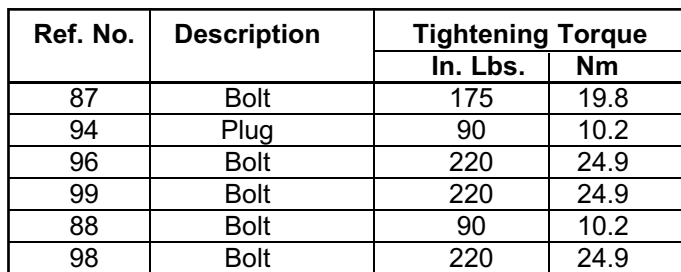 Ref. No. Description Tightening Torque
In. Lbs. Nm
87 Bolt 175 19.8
94 Plug 90 10.2
96 Bolt 220 24.9
99 Bolt 220 24.9
88 Bolt 90 10.2
98 Bolt 220 24.9